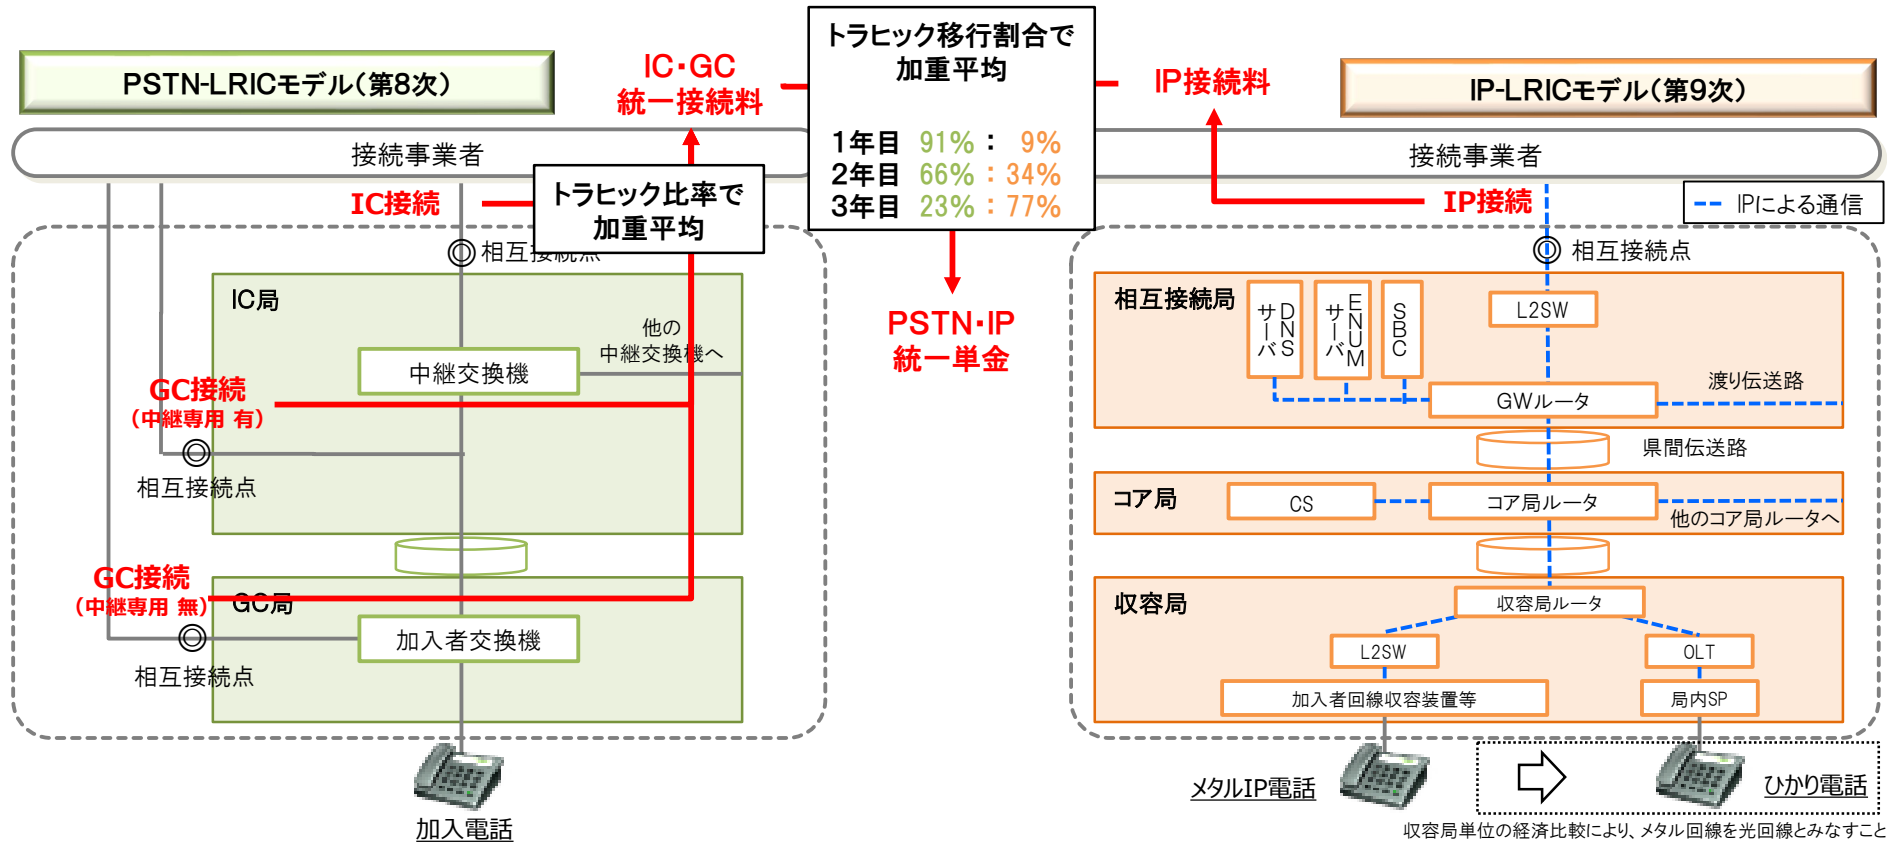 PSTN-LRICモデル（第8次）
IC・GC
統一接続料
トラヒック移行割合で
加重平均
1年目 91% : 9%
2年目 66% : 34%
3年目 23% : 77%
IP接続料
IP-LRICモデル（第9次）
接続事業者
接続事業者
IC接続
トラヒック比率で
加重平均
IP接続
IPによる通信
相互接続点
相互接続点
PSTN・IP
統一単金
IC局
他の
中継交換機へ
中継交換機
GC接続
（中継専用 有）
相互接続点
GC接続
（中継専用 無）
GC局
加入者交換機
相互接続点
加入電話
相互接続局
DNS
サーバ
ENUM
サーバ
SBC
L2SW
GWルータ
渡り伝送路
県間伝送路
コア局
CS
コア局ルータ
他のコア局ルータへ
収容局
収容局ルータ
L2SW
OLT
加入者回線収容装置等
局内SP
メタルIP電話
ひかり電話
収容局単位の経済比較により、メタル回線を光回線とみなすこと